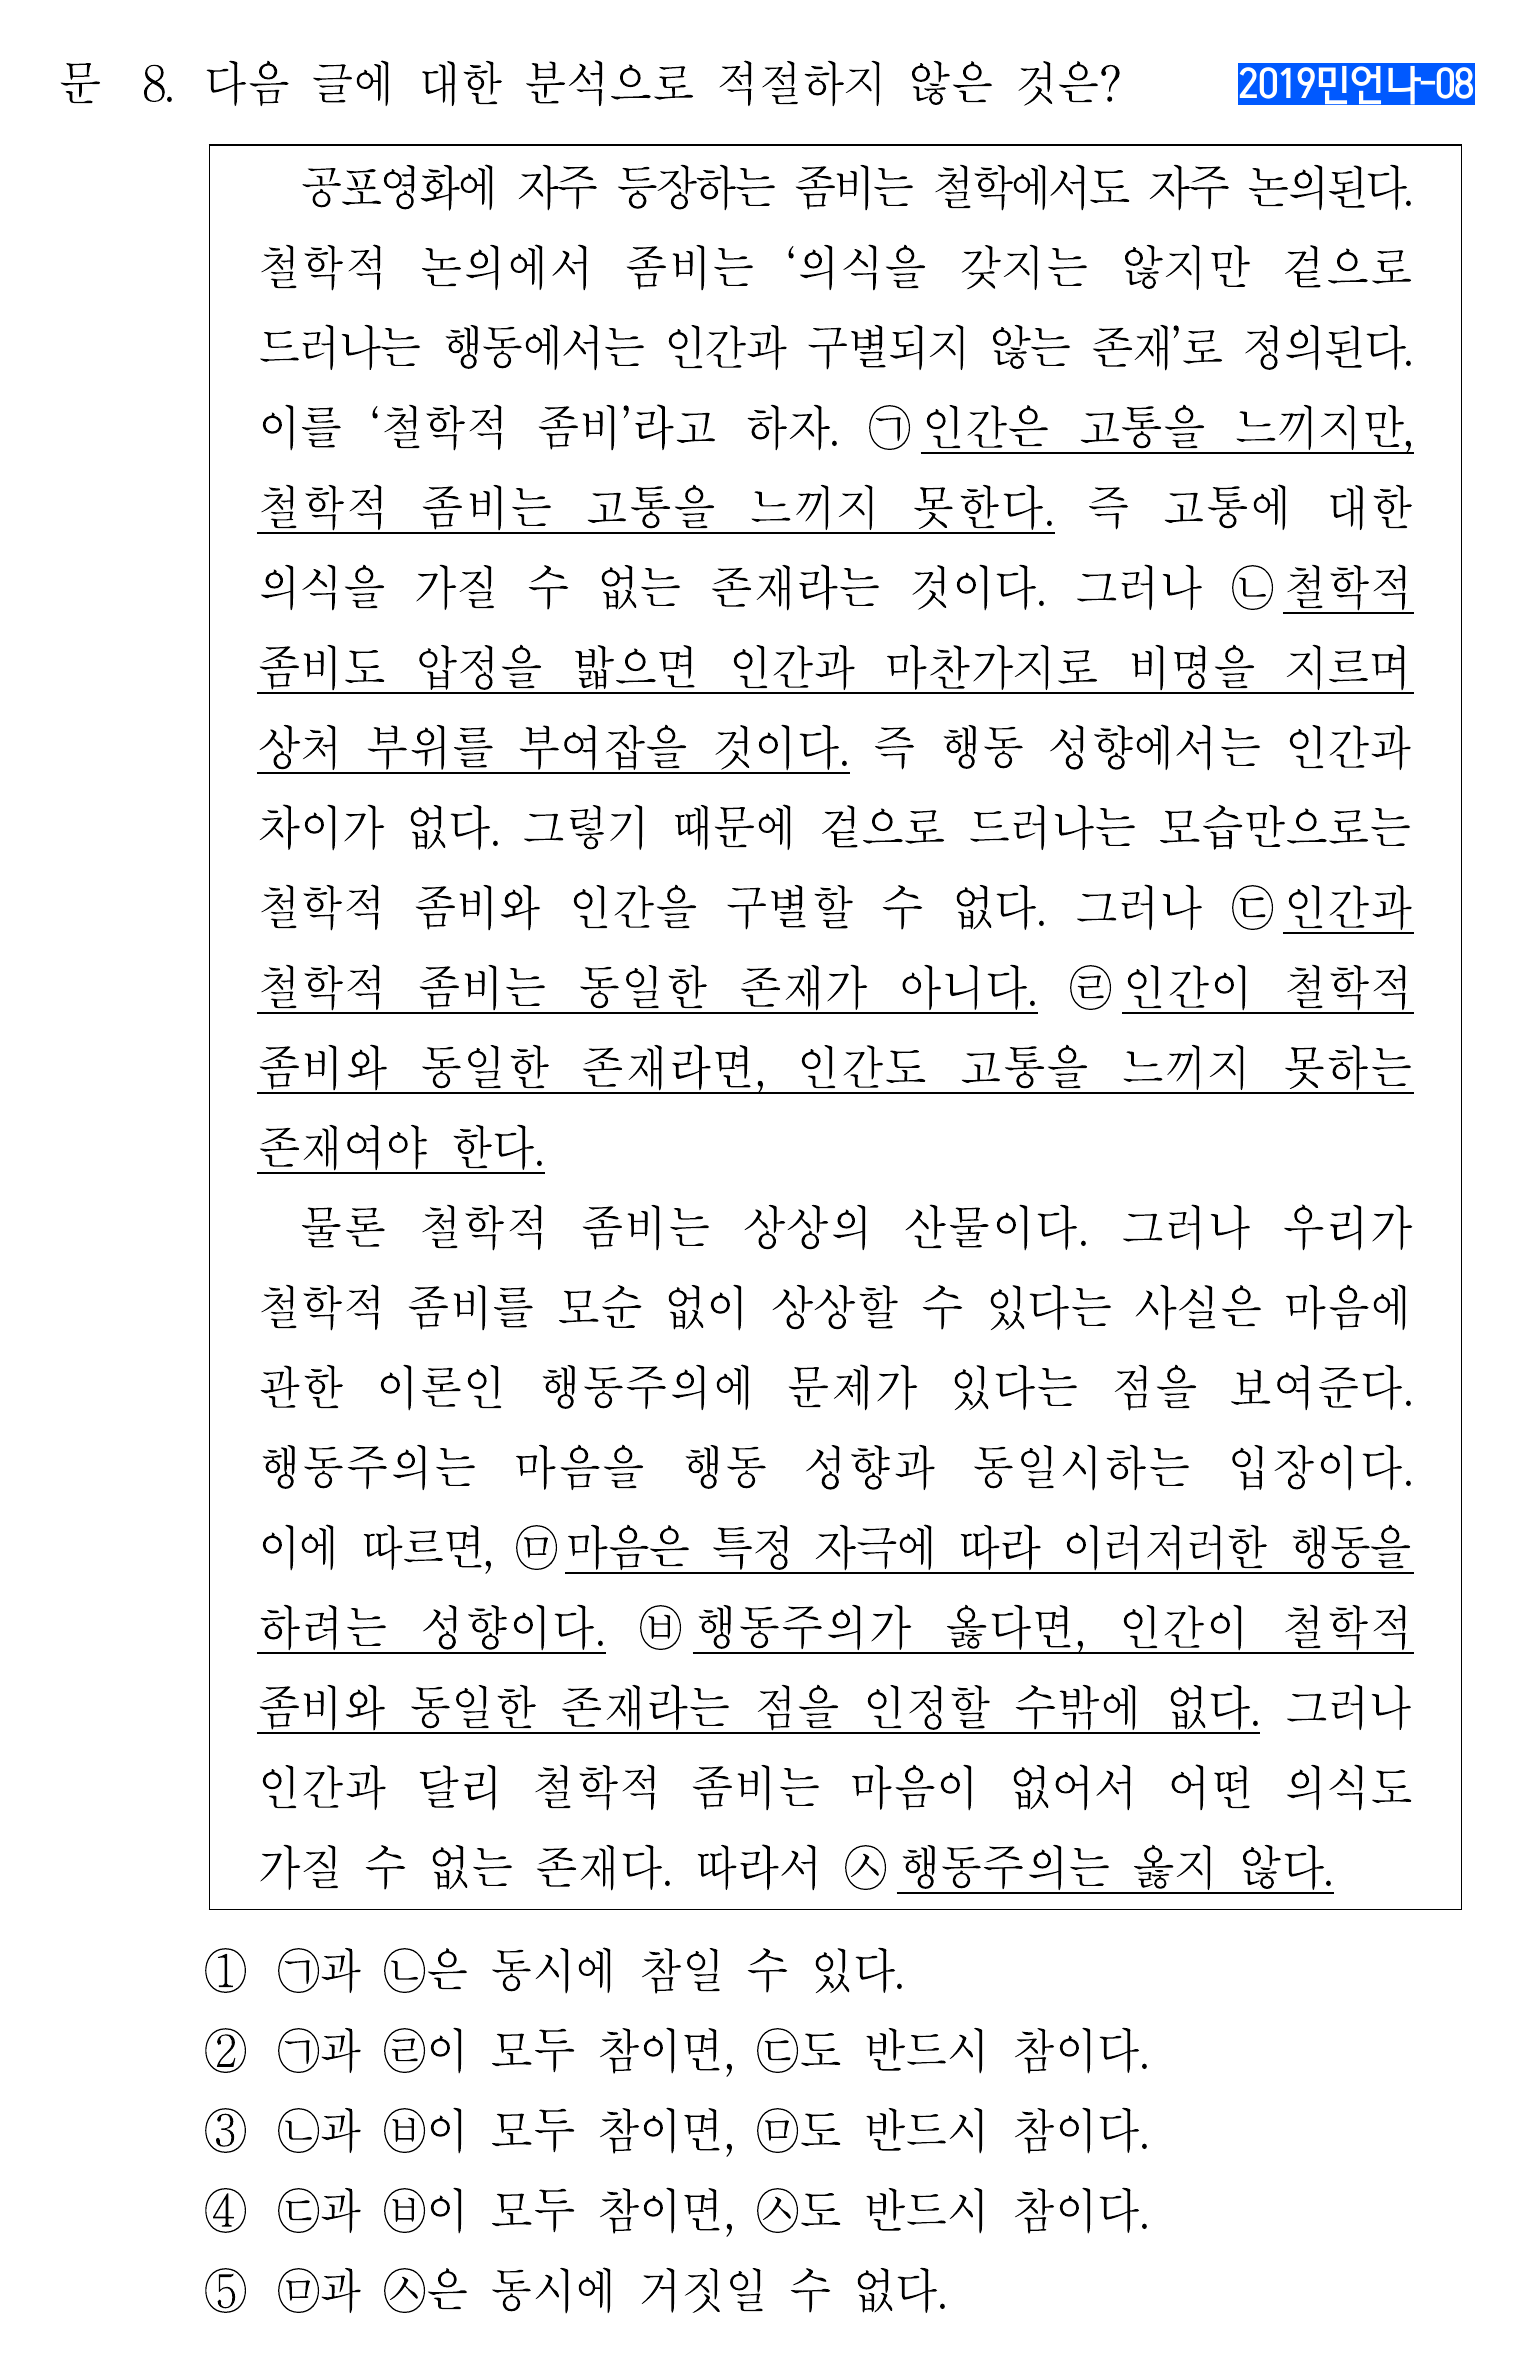 문 8. 다음 글에 대한 분석으로 적절하지 않은 것은? 2019민언나-08
공포영화에 자주 등장하는 좀비는 철학에서도 자주 논의된다.
철학적 논의에서 좀비는 ‘의식을 갖지는 않지만 겉으로
드러나는 행동에서는 인간과 구별되지 않는 존재’로 정의된다.
이를 ‘철학적 좀비’라고 하자. ㉠인간은 고통을 느끼지만,
철학적 좀비는 고통을 느끼지 못한다. 즉 고통에 대한
의식을 가질 수 없는 존재라는 것이다. 그러나 ㉡철학적
좀비도 압정을 밟으면 인간과 마찬가지로 비명을 지르며
상처 부위를 부여잡을 것이다. 즉 행동 성향에서는 인간과
차이가 없다. 그렇기 때문에 겉으로 드러나는 모습만으로는
철학적 좀비와 인간을 구별할 수 없다. 그러나 ㉢인간과
철학적 좀비는 동일한 존재가 아니다. ㉣인간이 철학적
좀비와 동일한 존재라면, 인간도 고통을 느끼지 못하는
존재여야 한다.
물론 철학적 좀비는 상상의 산물이다. 그러나 우리가
철학적 좀비를 모순 없이 상상할 수 있다는 사실은 마음에
관한 이론인 행동주의에 문제가 있다는 점을 보여준다.
행동주의는 마음을 행동 성향과 동일시하는 입장이다.
이에 따르면, ㉤마음은 특정 자극에 따라 이러저러한 행동을
하려는 성향이다. ㉥행동주의가 옳다면, 인간이 철학적
좀비와 동일한 존재라는 점을 인정할 수밖에 없다. 그러나
인간과 달리 철학적 좀비는 마음이 없어서 어떤 의식도
가질 수 없는 존재다. 따라서 ㉦행동주의는 옳지 않다.
① ㉠과 ㉡은 동시에 참일 수 있다.
② ㉠과 ㉣이 모두 참이면, ㉢도 반드시 참이다.
③ ㉡과 ㉥이 모두 참이면, ㉤도 반드시 참이다.
④ ㉢과 ㉥이 모두 참이면, ㉦도 반드시 참이다.
⑤ ㉤과 ㉦은 동시에 거짓일 수 없다.